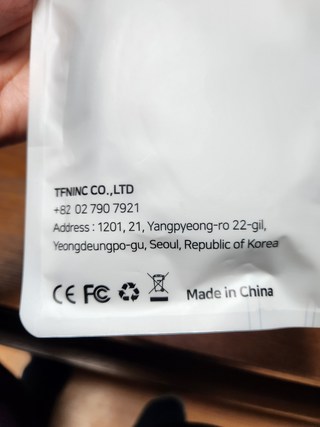 TFNINC CO.,LTD
+82 02 790 7921
Address : 1201, 21, Yangpyeong-ro 22-gil,
Yeongdeungpo-gu, Seoul, Republic of Korea
CE FC Made in China